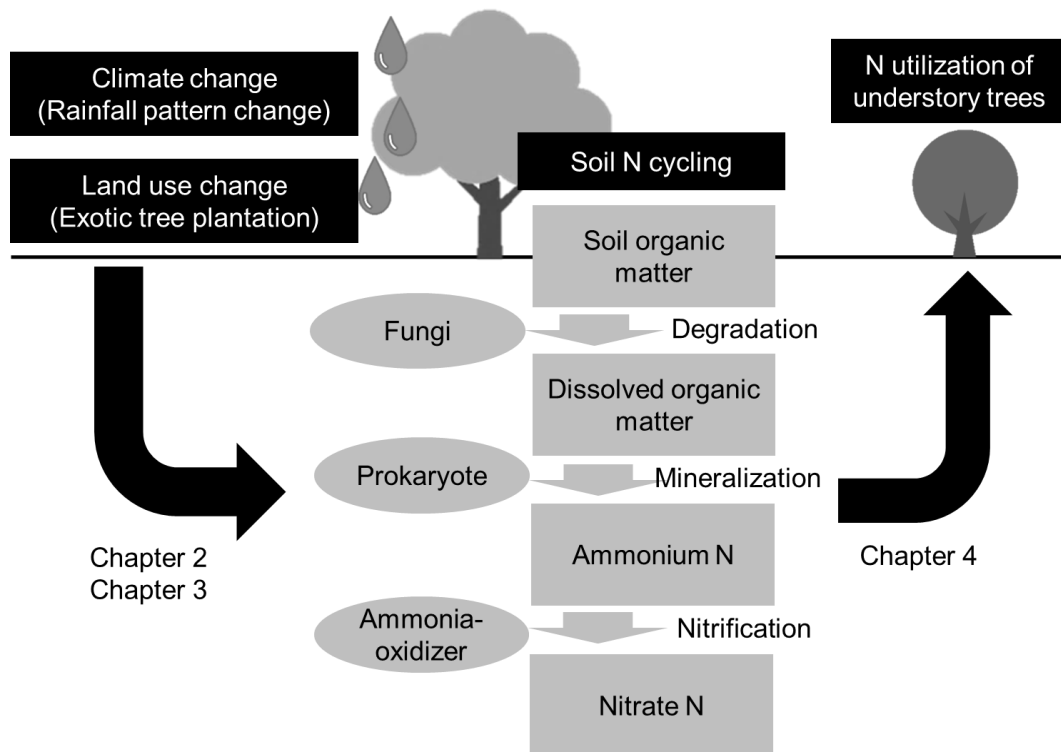 Climate change
(Rainfall pattern change)
Land use change
(Exotic tree plantation)
Soil N cycling
N utilization of
understory trees
Soil organic
matter
Fungi
Degradation
Dissolved organic
matter
Prokaryote
Mineralization
Chapter 2
Chapter 3
Ammonium N
Chapter 4
Ammonia-
oxidizer
Nitrification
Nitrate N